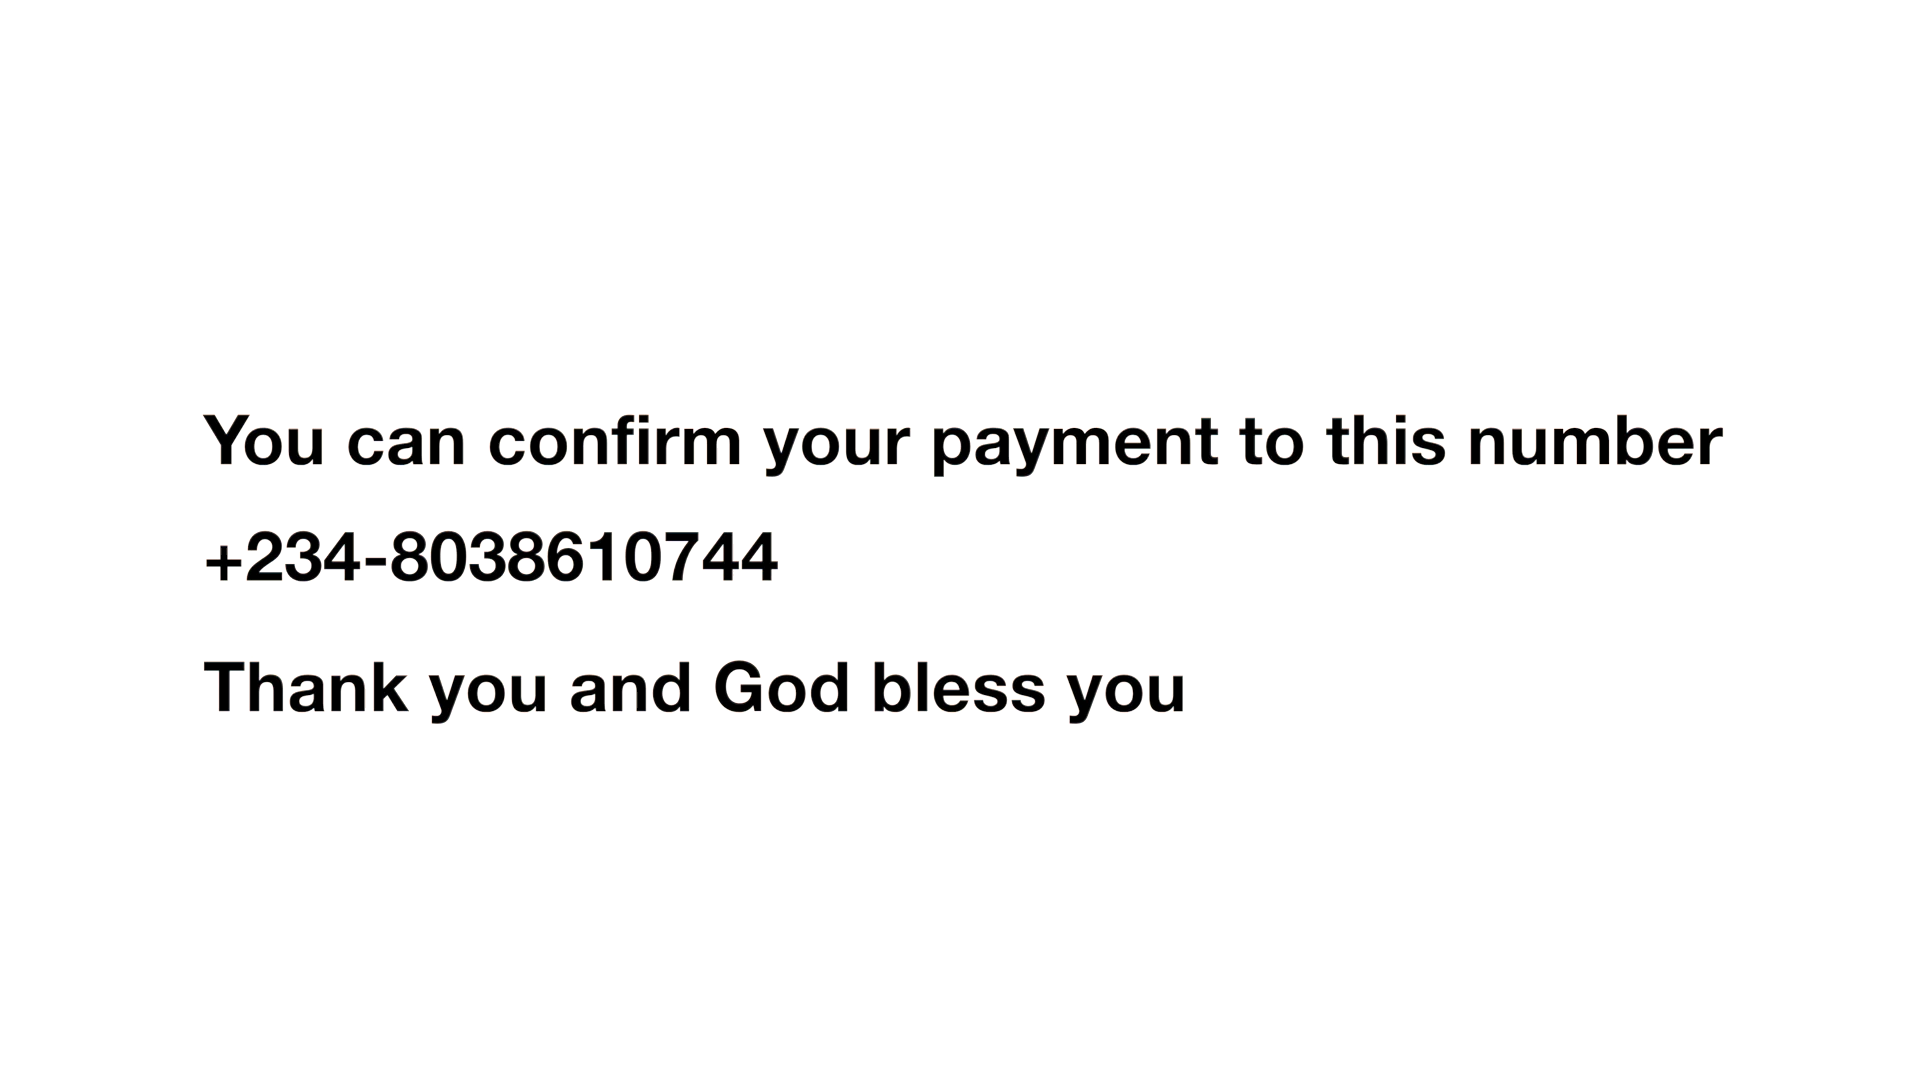 You can confirm your payment to this number
+234-8038610744
Thank you and God bless you